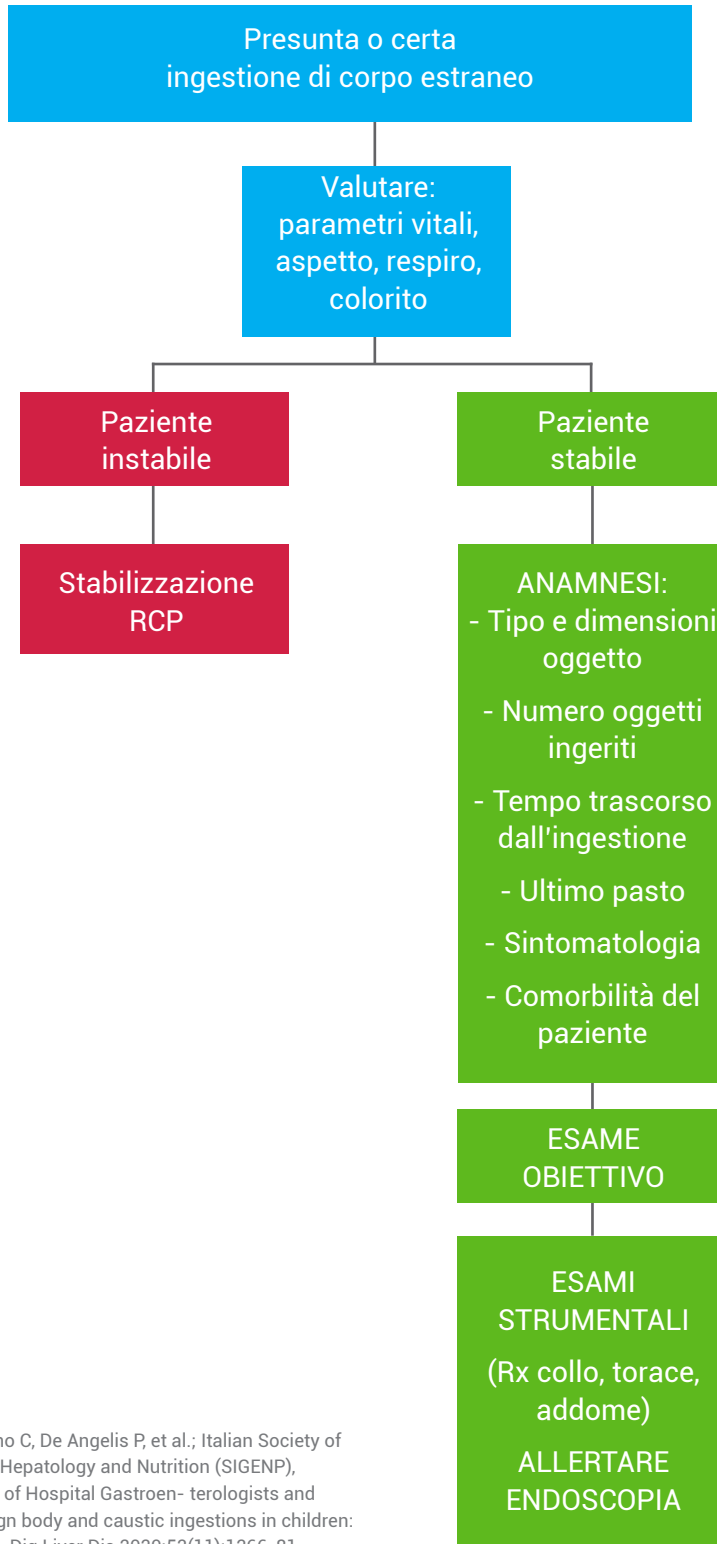 Presunta o certa
ingestione di corpo estraneo
Valutare:
parametri vitali,
aspetto, respiro,
colorito
Paziente
instabile
Stabilizzazione
RCP
Paziente
stabile
ANAMNESI:
- Tipo e dimensioni
oggetto
- Numero oggetti
ingeriti
- Tempo trascorso
dall'ingestione
- Ultimo pasto
- Sintomatologia
- Comorbilità del
paziente
ESAME
OBIETTIVO
ESAMI
STRUMENTALI
(Rx collo, torace,
addome)
ALLERTARE
ENDOSCOPIA
C, De Angelis P, et al.; Italian Society of
Hepatology and Nutrition (SIGENP),
of Hospital Gastroen- terologists and
body and caustic ingestions in children: